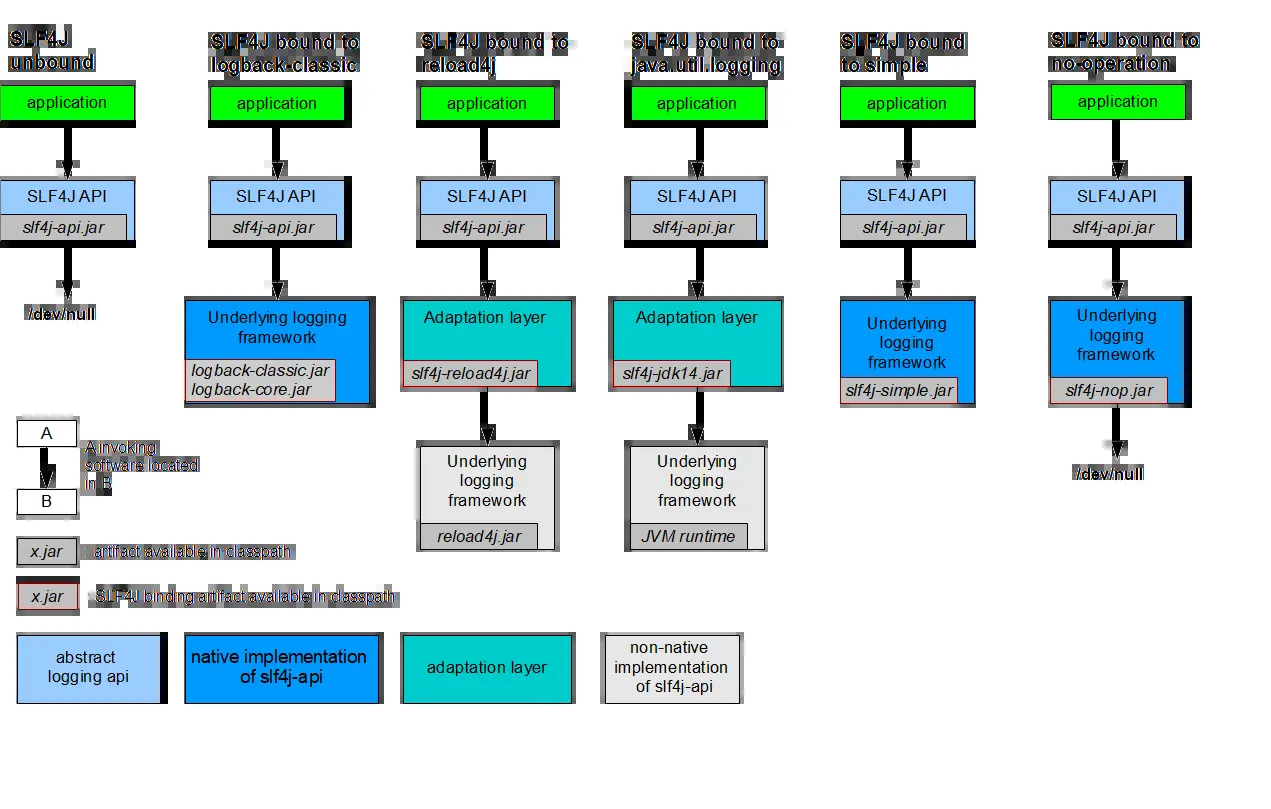 SLF4J
unbound
application
SLF4J API
slf4j-api.jar
/dev/null
SLF4J bound to
logback-classic
application
SLF4J API
slf4j-api.jar
Underlying logging
framework
logback-classic.jar
logback-core.jar
SLF4J bound to
reload4j
application
SLF4J API
slf4j-api.jar
Adaptation layer
slf4j-reload4j.jar
Underlying
logging
framework
reload4j.jar
SLF4J bound to
java.util.logging
application
SLF4J API
slf4j-api.jar
Adaptation layer
slf4j-jdk14.jar
Underlying
logging
framework
JVM runtime
SLF4J bound
to simple
application
SLF4J API
slf4j-api.jar
Underlying
logging
framework
slf4j-simple.jar
SLF4J bound to
no-operation
application
SLF4J API
slf4j-api.jar
Underlying
logging
framework
slf4j-nop.jar
/dev/null
A
B
A invoking
software located
in B
x.jar
: artifact available in classpath
x.jar
: SLF4J binding artifact available in classpath
abstract
logging api
native implementation
of slf4j-api
adaptation layer
non-native
implementation
of slf4j-api